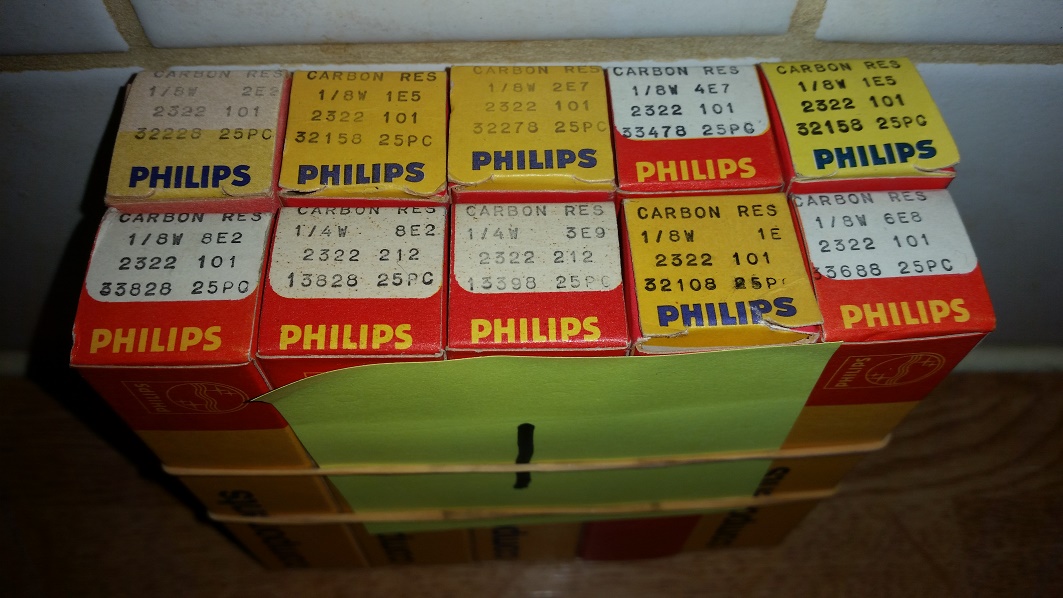 CARBON RES
1/8W 2E2
2322 101
32228 25PC
PHILIPS
CARBON RES
1/8W 1E5
2322 101
32158 25PC
PHILIPS
CARBON RES
1/8W 2E7
2322 101
32278 25PC
PHILIPS
CARBON RES
1/8W 4E7
2322 101
33478 25PC
PHILIPS
CARBON RES
1/8W 1E5
2322 101
32158 25PC
PHILIPS
CARBON RES
1/8W 8E2
2322 101
33828 25PC
PHILIPS
CARBON RES
1/4W 8E2
2322 212
13828 25PC
PHILIPS
CARBON RES
1/4W 3E9
2322 212
13398 25PC
PHILIPS
CARBON RES
1/8W 1E
2322 101
32108 25P
PHILIPS
CARBON RES
1/8W 6E8
2322 101
33688 25PC
PHILIPS
PHILIPS
PHILIPS
1